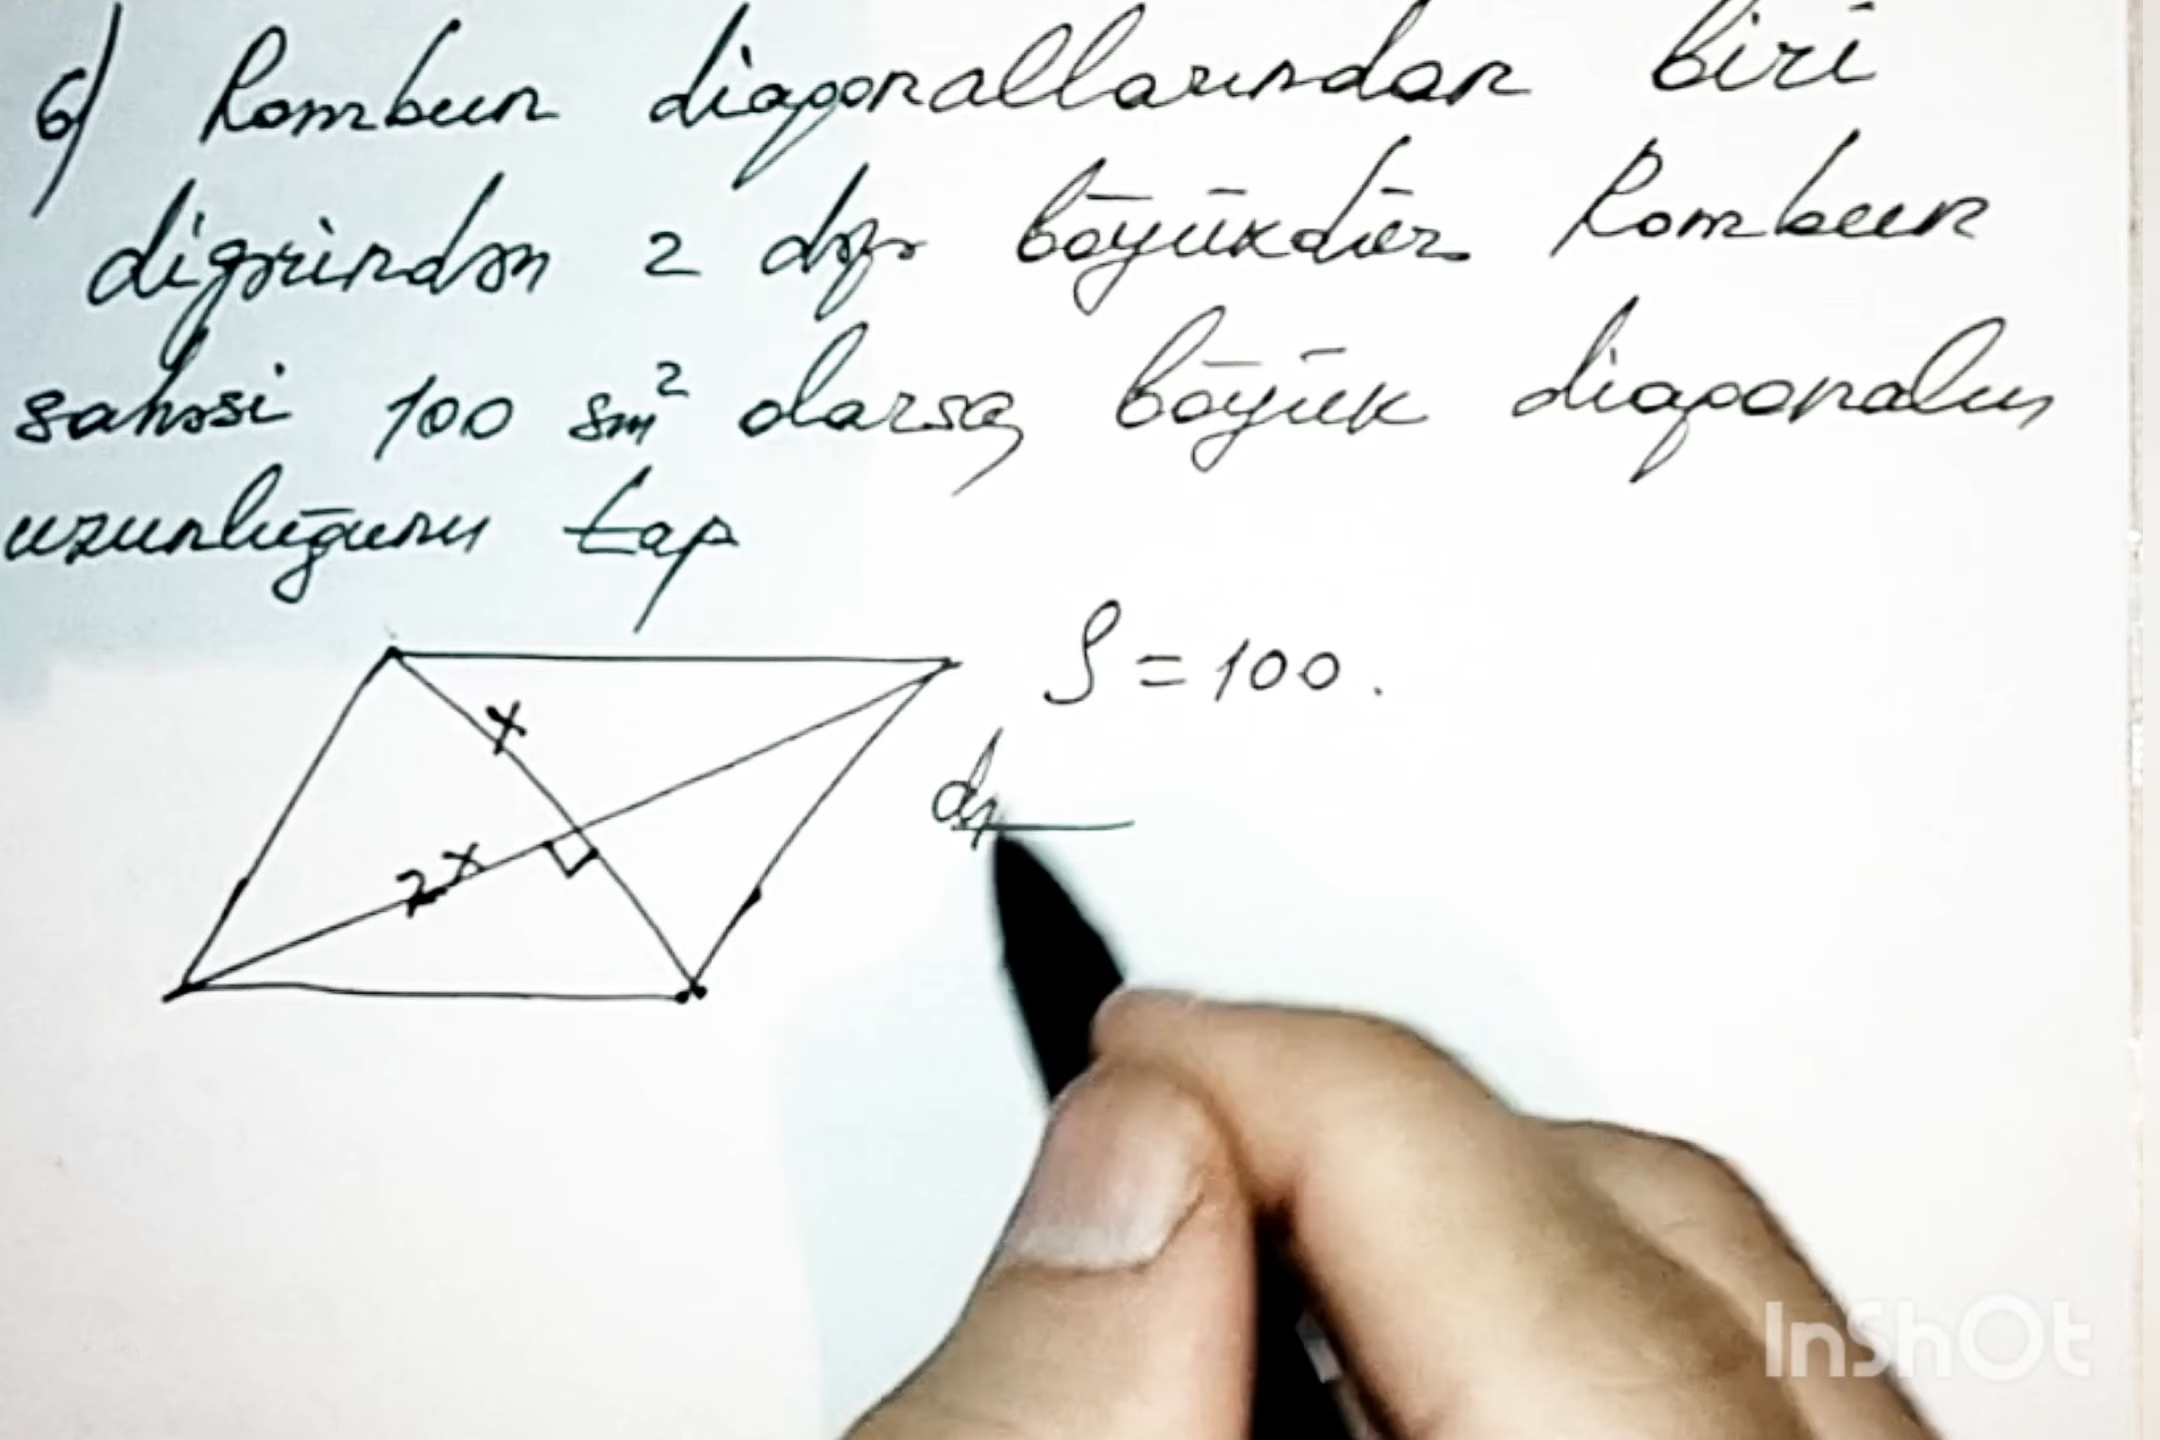 6) Rombun diaqonallarından biri
digərindən 2 dəfə böyükdür Rombun
sahəsi 100 sm² olarsa, böyük diaqonalın
uzunluğunu tap
S = 100.
x
d₁
2x
InShOt